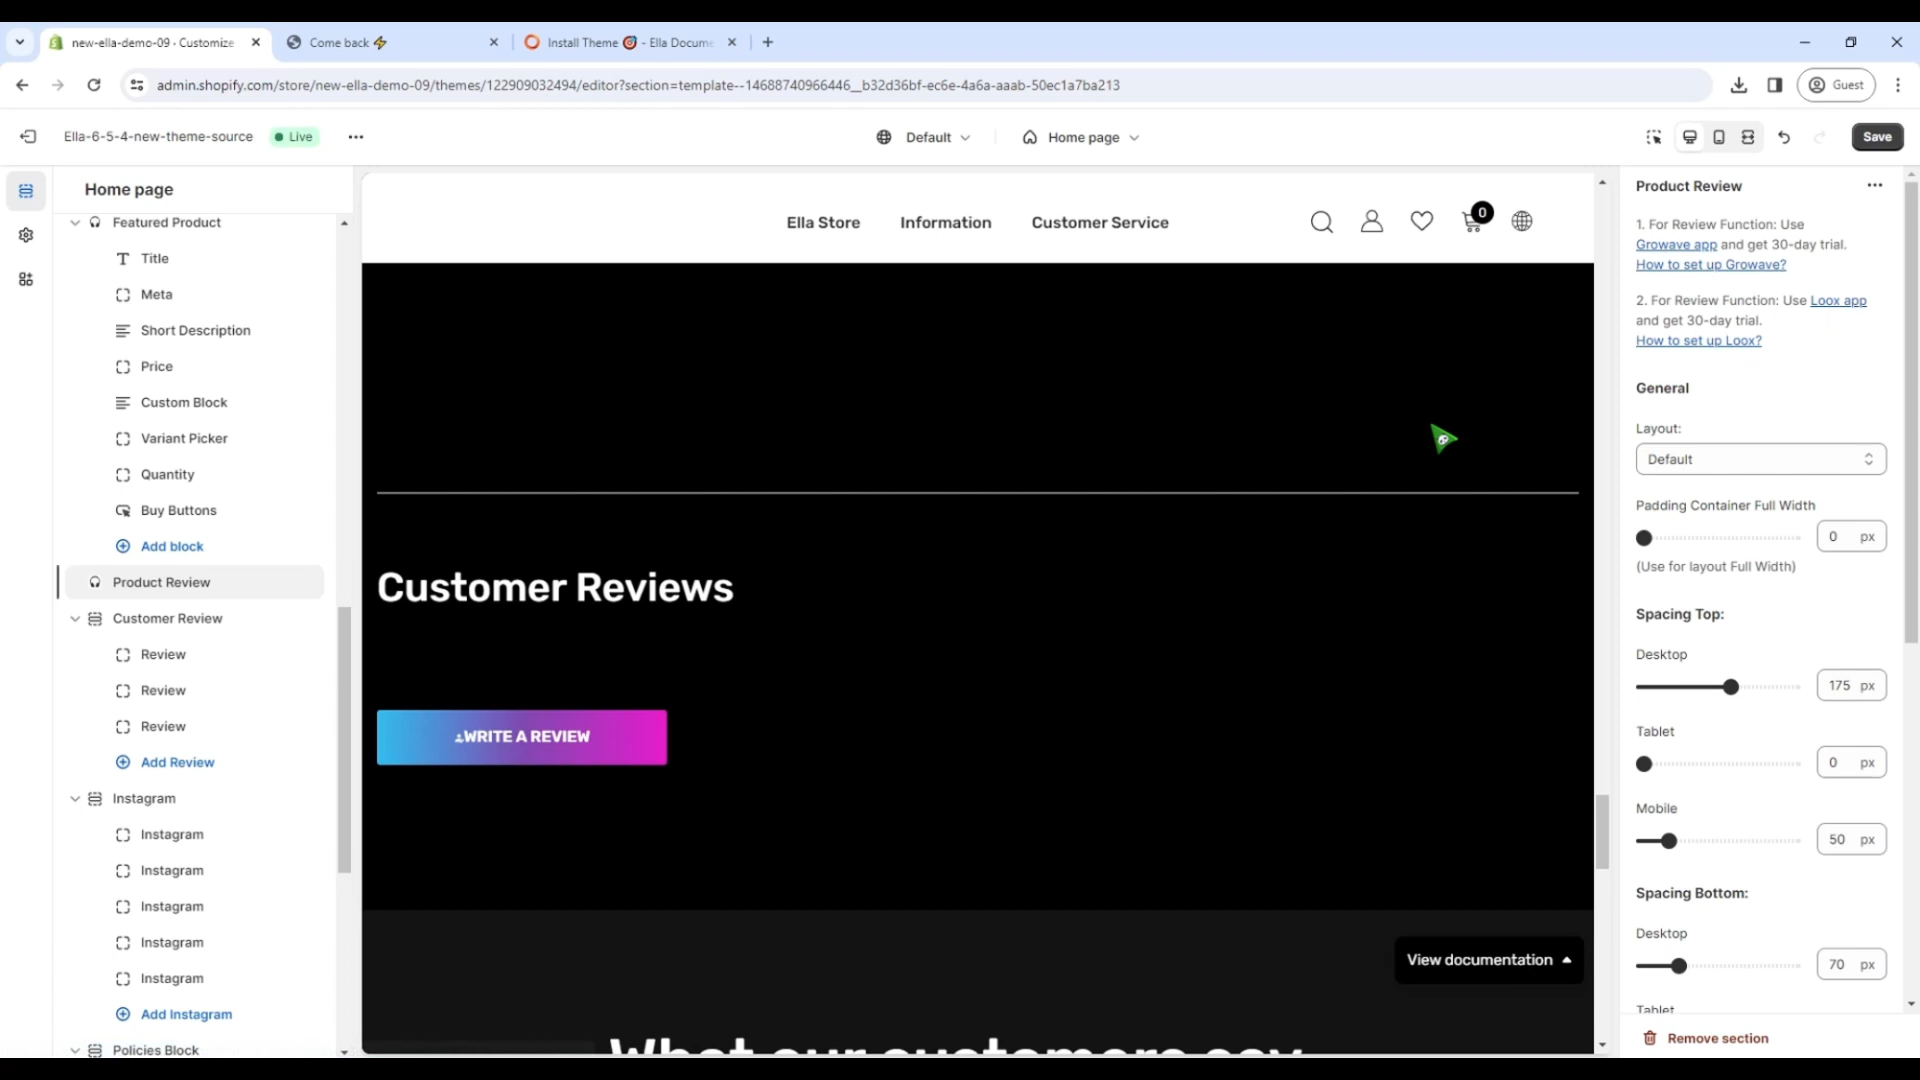 new-ella-demo-09 - Customize
Come back ⚡
Install Theme 🎯 - Ella Docume
admin.shopify.com/store/new-ella-demo-09/themes/122909032494/editor?section=template--14688740966446__b32d36bf-ec6e-4a6a-aaab-50ec1a7ba213
Guest
Ella-6-5-4-new-theme-source
Live
Default
Home page
Save
Home page
Featured Product
Title
Meta
Short Description
Price
Custom Block
Variant Picker
Quantity
Buy Buttons
Add block
Product Review
Customer Review
Review
Review
Review
Add Review
Instagram
Instagram
Instagram
Instagram
Instagram
Instagram
Add Instagram
Policies Block
Ella Store
Information
Customer Service
0
Customer Reviews
WRITE A REVIEW
View documentation
What our customers say
Product Review
1. For Review Function: Use
Growave app and get 30-day trial.
How to set up Growave?
2. For Review Function: Use Loox app
and get 30-day trial.
How to set up Loox?
General
Layout:
Default
Padding Container Full Width
0 px
(Use for layout Full Width)
Spacing Top:
Desktop
175 px
Tablet
0 px
Mobile
50 px
Spacing Bottom:
Desktop
70 px
Tablet
Remove section